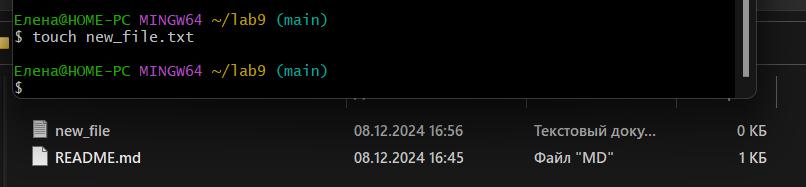 Елена@HOME-PC MINGW64 ~/lab9 (main)
$ touch new_file.txt
Елена@HOME-PC MINGW64 ~/lab9 (main)
$
new_file 08.12.2024 16:56 Текстовый доку... 0 КБ
README.md 08.12.2024 16:45 Файл "MD" 1 КБ